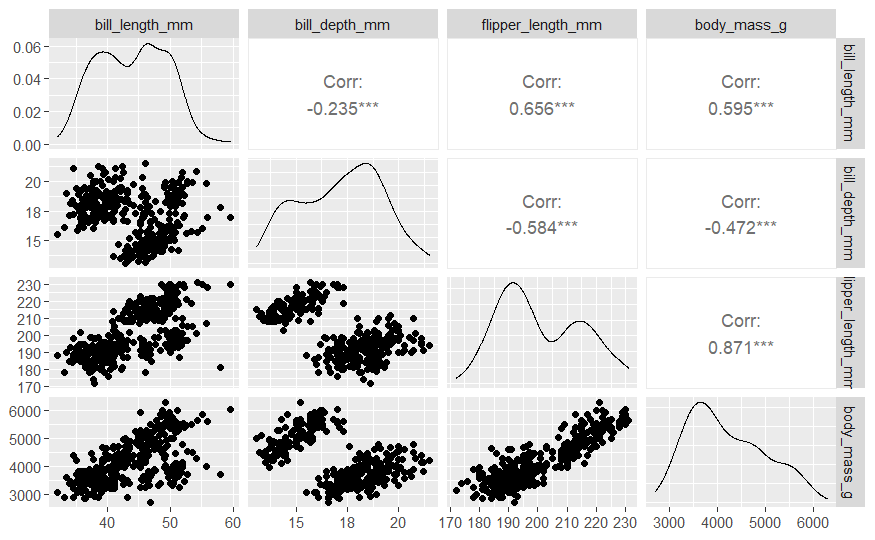 bill_length_mm
bill_depth_mm
flipper_length_mm
body_mass_g
0.06
0.04
0.02
0.00
Corr:
-0.235***
Corr:
0.656***
Corr:
0.595***
bill_length_mm
20
18
15
Corr:
-0.584***
Corr:
-0.472***
bill_depth_mm
230
220
210
200
190
180
170
Corr:
0.871***
lipper_length_mm
6000
5000
4000
3000
body_mass_g
40
50
60
15
18
20
170
180
190
200
210
220
230
3000
4000
5000
6000